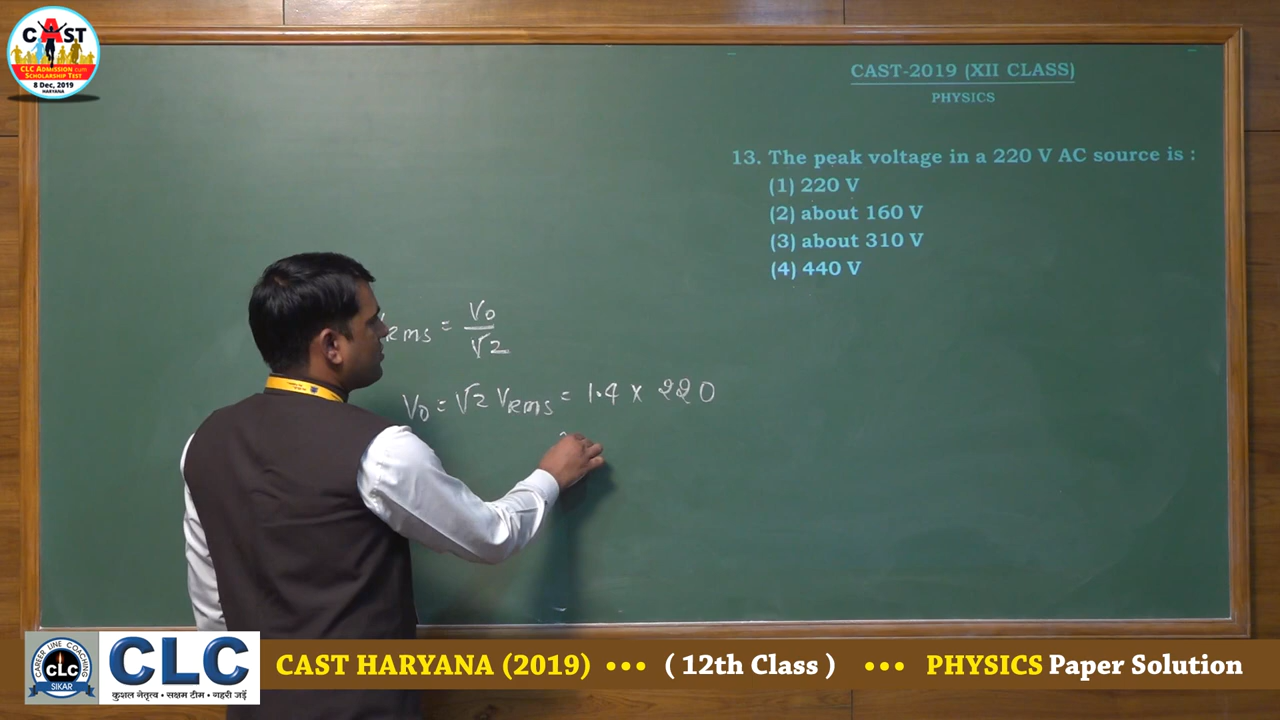 CAST
CLC ADMISSION cum
SCHOLARSHIP TEST
8 Dec, 2019
HARYANA
CAST-2019 (XII CLASS)
PHYSICS
13. The peak voltage in a 220 V AC source is :
(1) 220 V
(2) about 160 V
(3) about 310 V
(4) 440 V
RMS = V0/√2
V0 = √2 VRMS = 1.4 × 220
CAREER LINE COACHING
CLC
SIKAR
CLC
कुशल नेतृत्व • सक्षम टीम • गहरी जड़ें
CAST HARYANA (2019) ••• ( 12th Class ) ••• PHYSICS Paper Solution